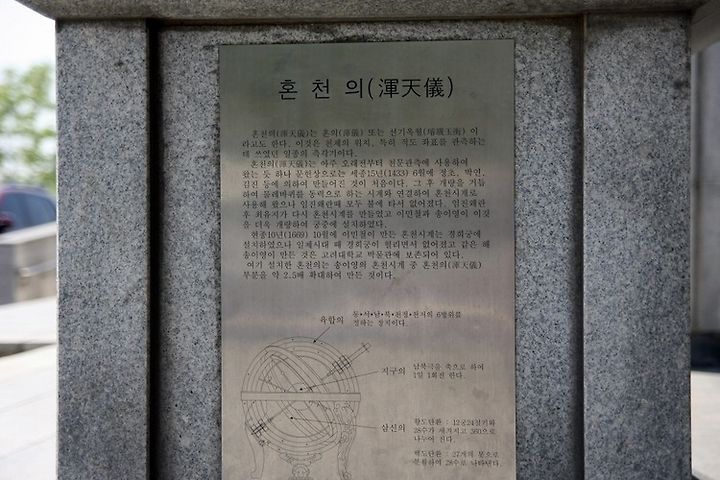 혼 천 의(渾天儀)
혼천의(渾天儀)는 혼의(渾儀) 또는 선기옥형(璿璣玉衡) 이
라고도 한다. 이것은 천체의 위치, 특히 적도 좌표를 관측하는
데 쓰였던 일종의 측각기이다.
혼천의(渾天儀)는 아주 오래전부터 천문관측에 사용하여
왔는 듯 하나 문헌상으로는 세종15년(1433) 6월에 정초, 박연,
김진 등에 의하여 만들어진 것이 처음이다. 그 후 개량을 거듭
하여 물레바퀴를 동력으로 하는 시계와 연결하여 혼천시계로
사용해 왔으나 임진왜란때 모두 불에 타서 없어졌다. 임진왜란
후 최유지가 다시 혼천시계를 만들었고 이민철과 송이영이 이것
을 더욱 개량하여 궁중에 설치하였다.
현종10년(1669) 10월에 이민철이 만든 혼천시계는 경희궁에
설치하였으나 일제시대 때 경희궁이 헐리면서 없어졌고 같은 해
송이영이 만든 것은 고려대학교 박물관에 보존되어 있다.
여기 설치한 혼천의는 송이영의 혼천시계 중 혼천의(渾天儀)
부분을 약 2.5배 확대하여 만든 것이다.
육합의
동•서•남•북•천정•천저의 6방위를
정하는 장치이다.
지구의
남북극을 축으로 하여
1일 1회전 한다.
삼신의
황도단환 : 12궁24절기와
28수가 새겨지고 360으로
나누어 진다.
백도단환 : 27개의 못으로
분할하여 28수로 나타낸다.